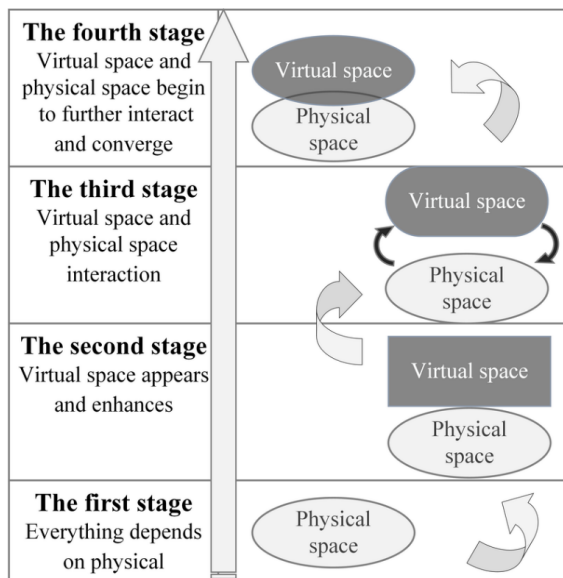 The fourth stage
Virtual space and
physical space begin
to further interact
and converge
Virtual space
Physical
space
The third stage
Virtual space and
physical space
interaction
Virtual space
Physical
space
The second stage
Virtual space appears
and enhances
Virtual space
Physical
space
The first stage
Everything depends
on physical
Physical
space